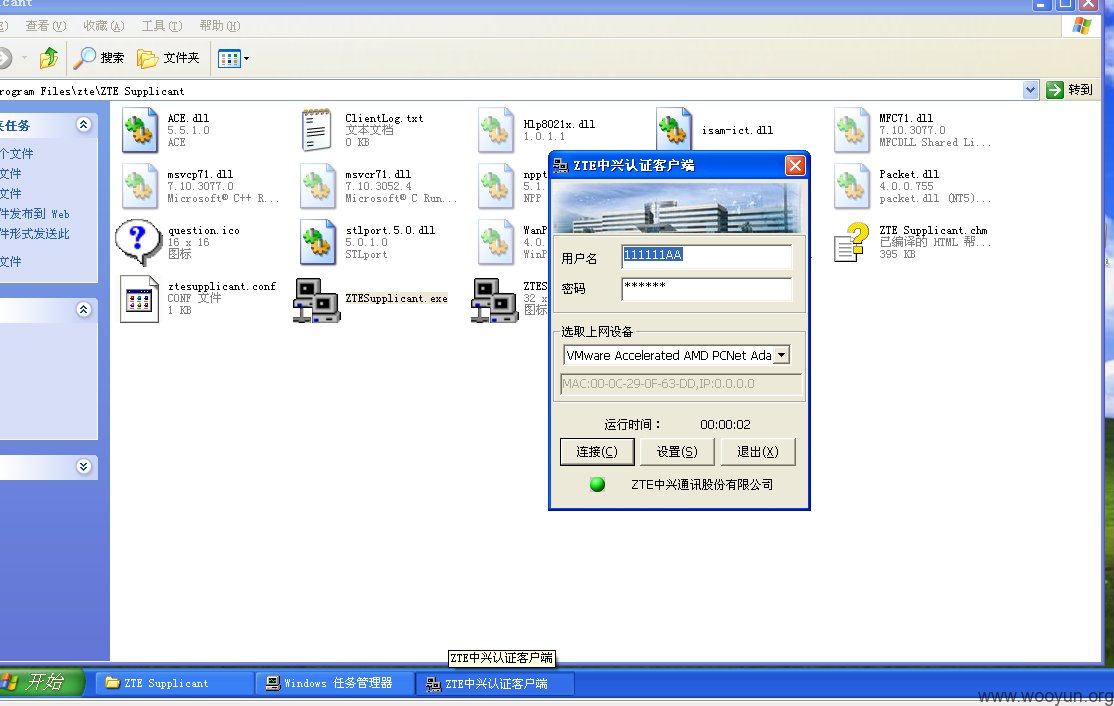 icant
查看(V) 收藏(A) 工具(T) 帮助(H)
搜索 文件夹
rogram Files\zte\ZTE Supplicant 转到
任务
个文件
文件
文件
件发布到 Web
件形式发送此
文件
ACE.dll
5.5.1.0
ACE
ClientLog.txt
文本文档
0 KB
Hlp8021x.dll
1.0.1.1
isam-ict.dll
MFC71.dll
7.10.3077.0
MFCDLL Shared Li...
msvcp71.dll
7.10.3077.0
Microsoft® C++ R...
msvcr71.dll
7.10.3052.4
Microsoft® C Run...
nppt
5.1.
NPP
Packet.dll
4.0.0.755
packet.dll (NT5)...
question.ico
16 x 16
图标
stlport.5.0.dll
5.0.1.0
STLport
WanP
4.0.
WinP
ZTE Supplicant.chm
已编译的 HTML 帮...
395 KB
ztesupplicant.conf
CONF 文件
1 KB
ZTESupplicant.exe
ZTES
32 x
图标
ZTE中兴认证客户端
用户名 111111AA
密码 ******
选取上网设备
VMware Accelerated AMD PCNet Ada
MAC:00-0C-29-0F-63-DD,IP:0.0.0.0
运行时间： 00:00:02
连接(C) 设置(S) 退出(X)
ZTE中兴通讯股份有限公司
ZTE中兴认证客户端
开始 ZTE Supplicant Windows 任务管理器 ZTE中兴认证客户端
www.wooyun.org